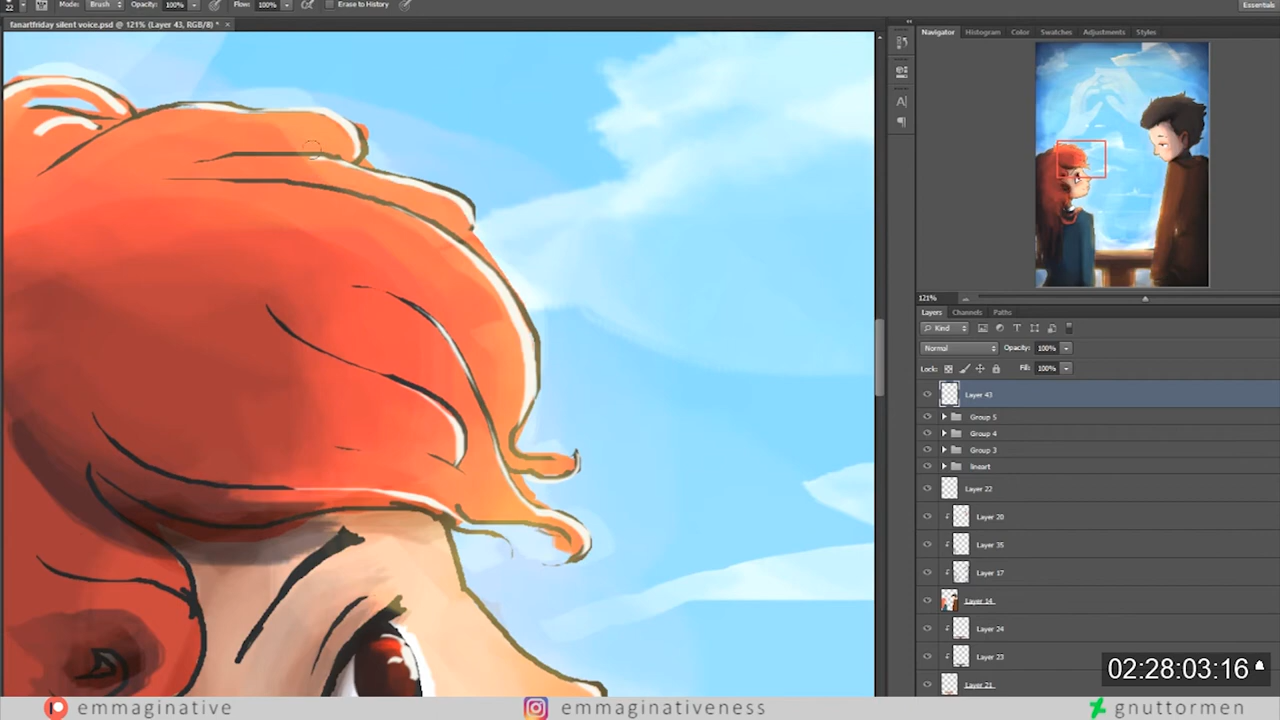 22 Mode: Brush Opacity: 100% Flow: 100% Erase to History Essentials
fanartfriday silent voice.psd @ 121% (Layer 43, RGB/8) * ×
Navigator Histogram Color Swatches Adjustments Styles
121%
Layers Channels Paths
Kind
Normal Opacity: 100%
Lock: Fill: 100%
Layer 43
Group 5
Group 4
Group 3
lineart
Layer 22
Layer 20
Layer 35
Layer 17
Layer 14
Layer 24
Layer 23
Layer 21
02:28:03:16
emmaginative emmaginativeness gnuttormen